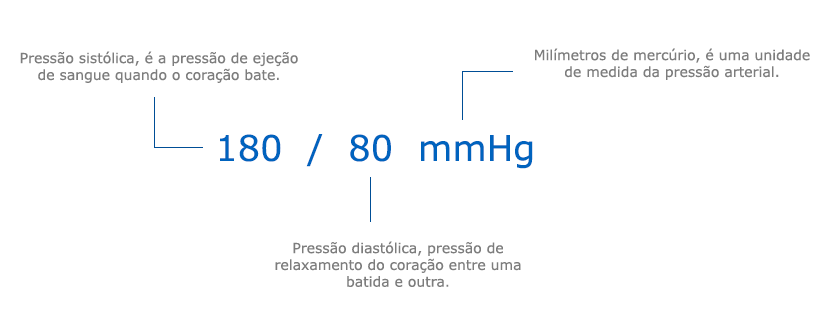 Pressão sistólica, é a pressão de ejeção
de sangue quando o coração bate.
Milímetros de mercúrio, é uma unidade
de medida da pressão arterial.
180 / 80 mmHg
Pressão diastólica, pressão de
relaxamento do coração entre uma
batida e outra.